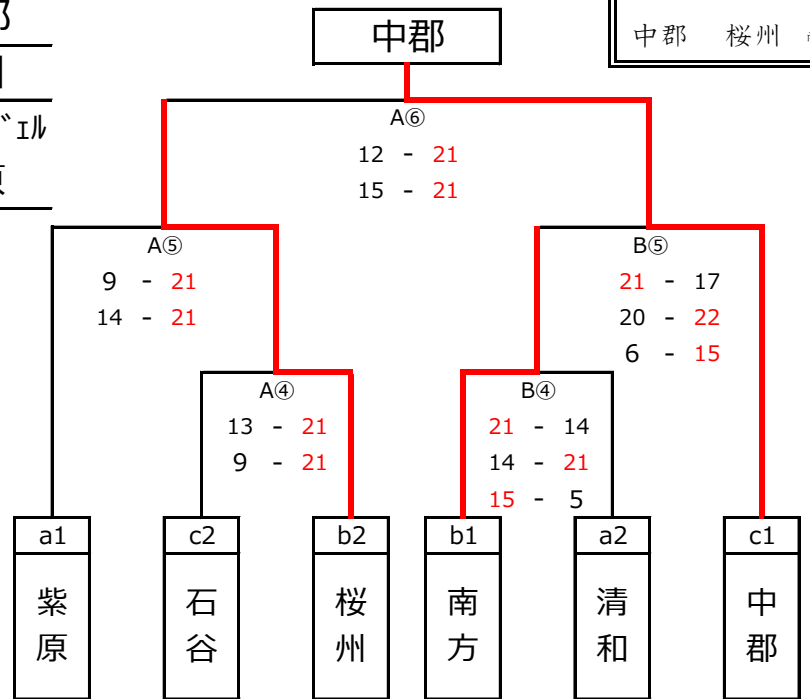 中郡
中郡 桜州
A⑥
12 - 21
15 - 21
ｴﾙ
A⑤
9 - 21
14 - 21
B⑤
21 - 17
20 - 22
6 - 15
A④
13 - 21
9 - 21
B④
21 - 14
14 - 21
15 - 5
a1
c2
b2
b1
a2
c1
紫原
石谷
桜州
南方
清和
中郡